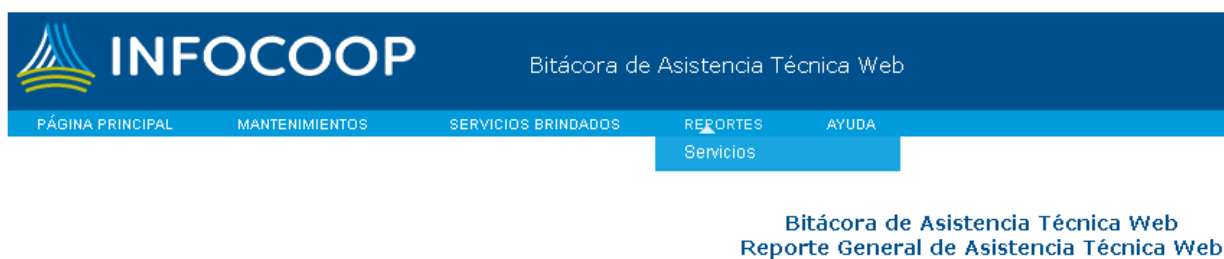 INFOCOOP
Bitácora de Asistencia Técnica Web
PÁGINA PRINCIPAL MANTENIMIENTOS SERVICIOS BRINDADOS REPORTES AYUDA
Servicios
Bitácora de Asistencia Técnica Web
Reporte General de Asistencia Técnica Web